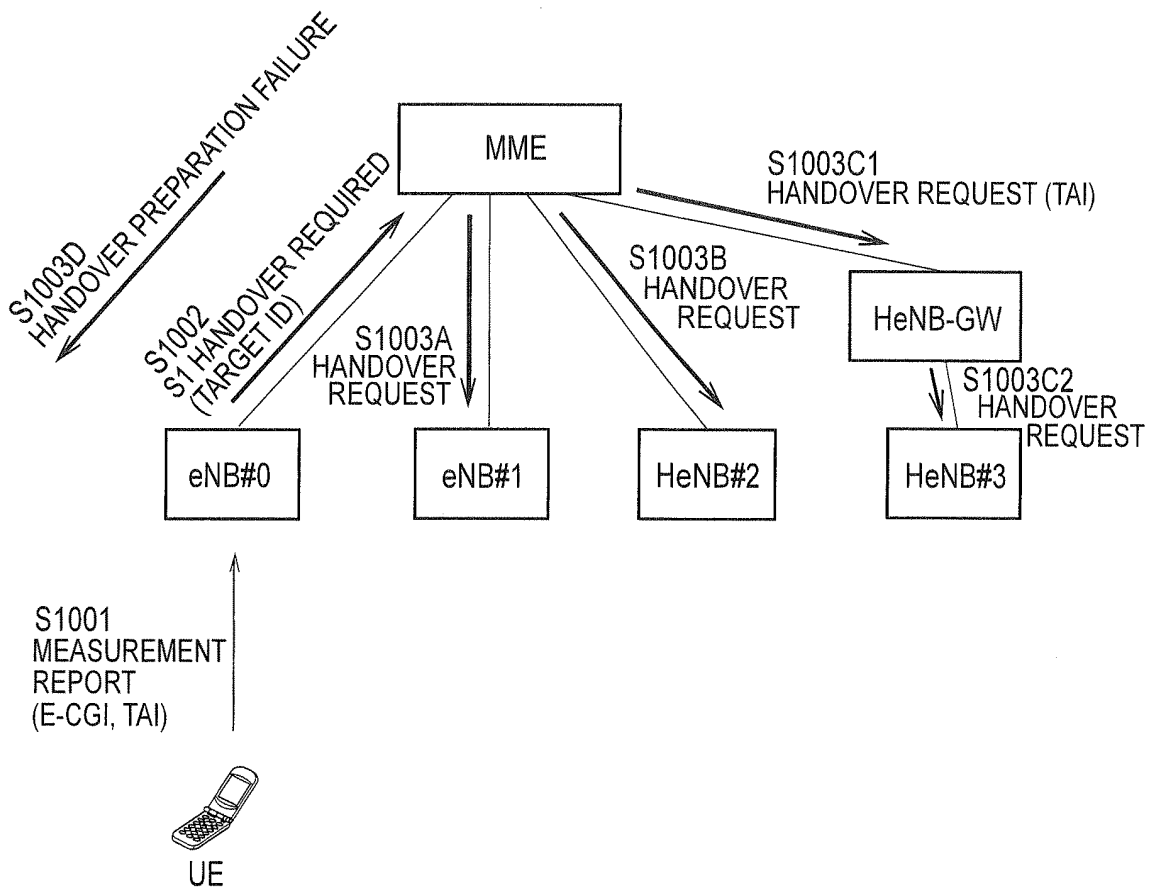 S1003D
HANDOVER PREPARATION FAILURE
MME
S1002
S1 HANDOVER REQUIRED
(TARGET ID)
S1003C1
HANDOVER REQUEST (TAI)
S1003B
HANDOVER
REQUEST
S1003A
HANDOVER
REQUEST
HeNB-GW
S1003C2
HANDOVER
REQUEST
eNB#0
eNB#1
HeNB#2
HeNB#3
S1001
MEASUREMENT
REPORT
(E-CGI, TAI)
UE